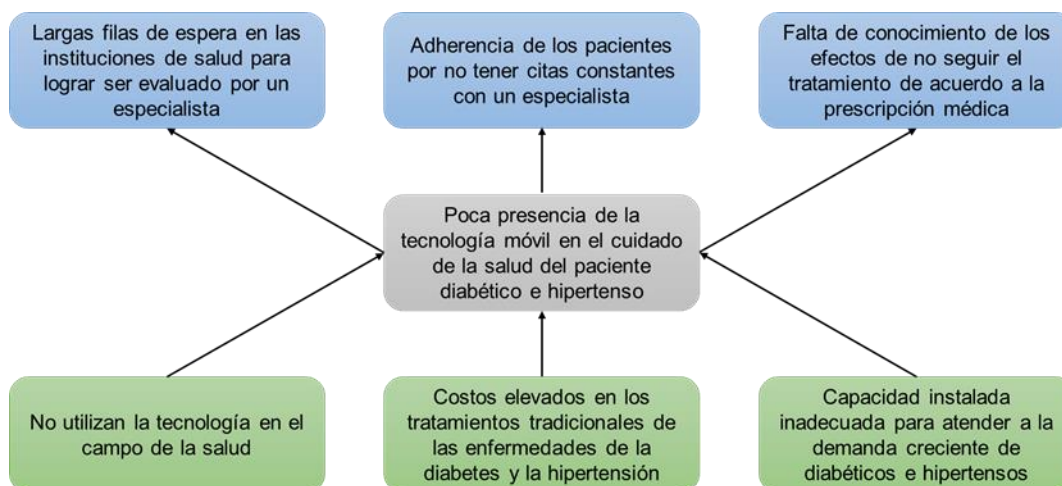 Largas filas de espera en las
instituciones de salud para
lograr ser evaluado por un
especialista
Adherencia de los pacientes
por no tener citas constantes
con un especialista
Falta de conocimiento de los
efectos de no seguir el
tratamiento de acuerdo a la
prescripción médica
Poca presencia de la
tecnología móvil en el cuidado
de la salud del paciente
diabético e hipertenso
No utilizan la tecnología en el
campo de la salud
Costos elevados en los
tratamientos tradicionales de
las enfermedades de la
diabetes y la hipertensión
Capacidad instalada
inadecuada para atender a la
demanda creciente de
diabéticos e hipertensos